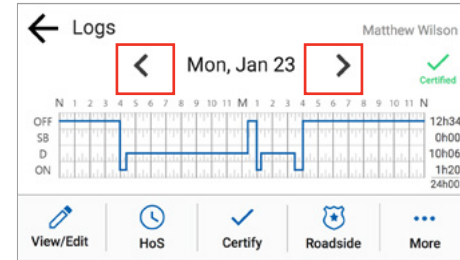 Logs
Matthew Wilson
Mon, Jan 23
Certified
N 1 2 3 4 5 6 7 8 9 10 11 M 1 2 3 4 5 6 7 8 9 10 11 N
OFF 12h34
SB 0h00
D 10h06
ON 1h20
24h00
View/Edit HoS Certify Roadside More